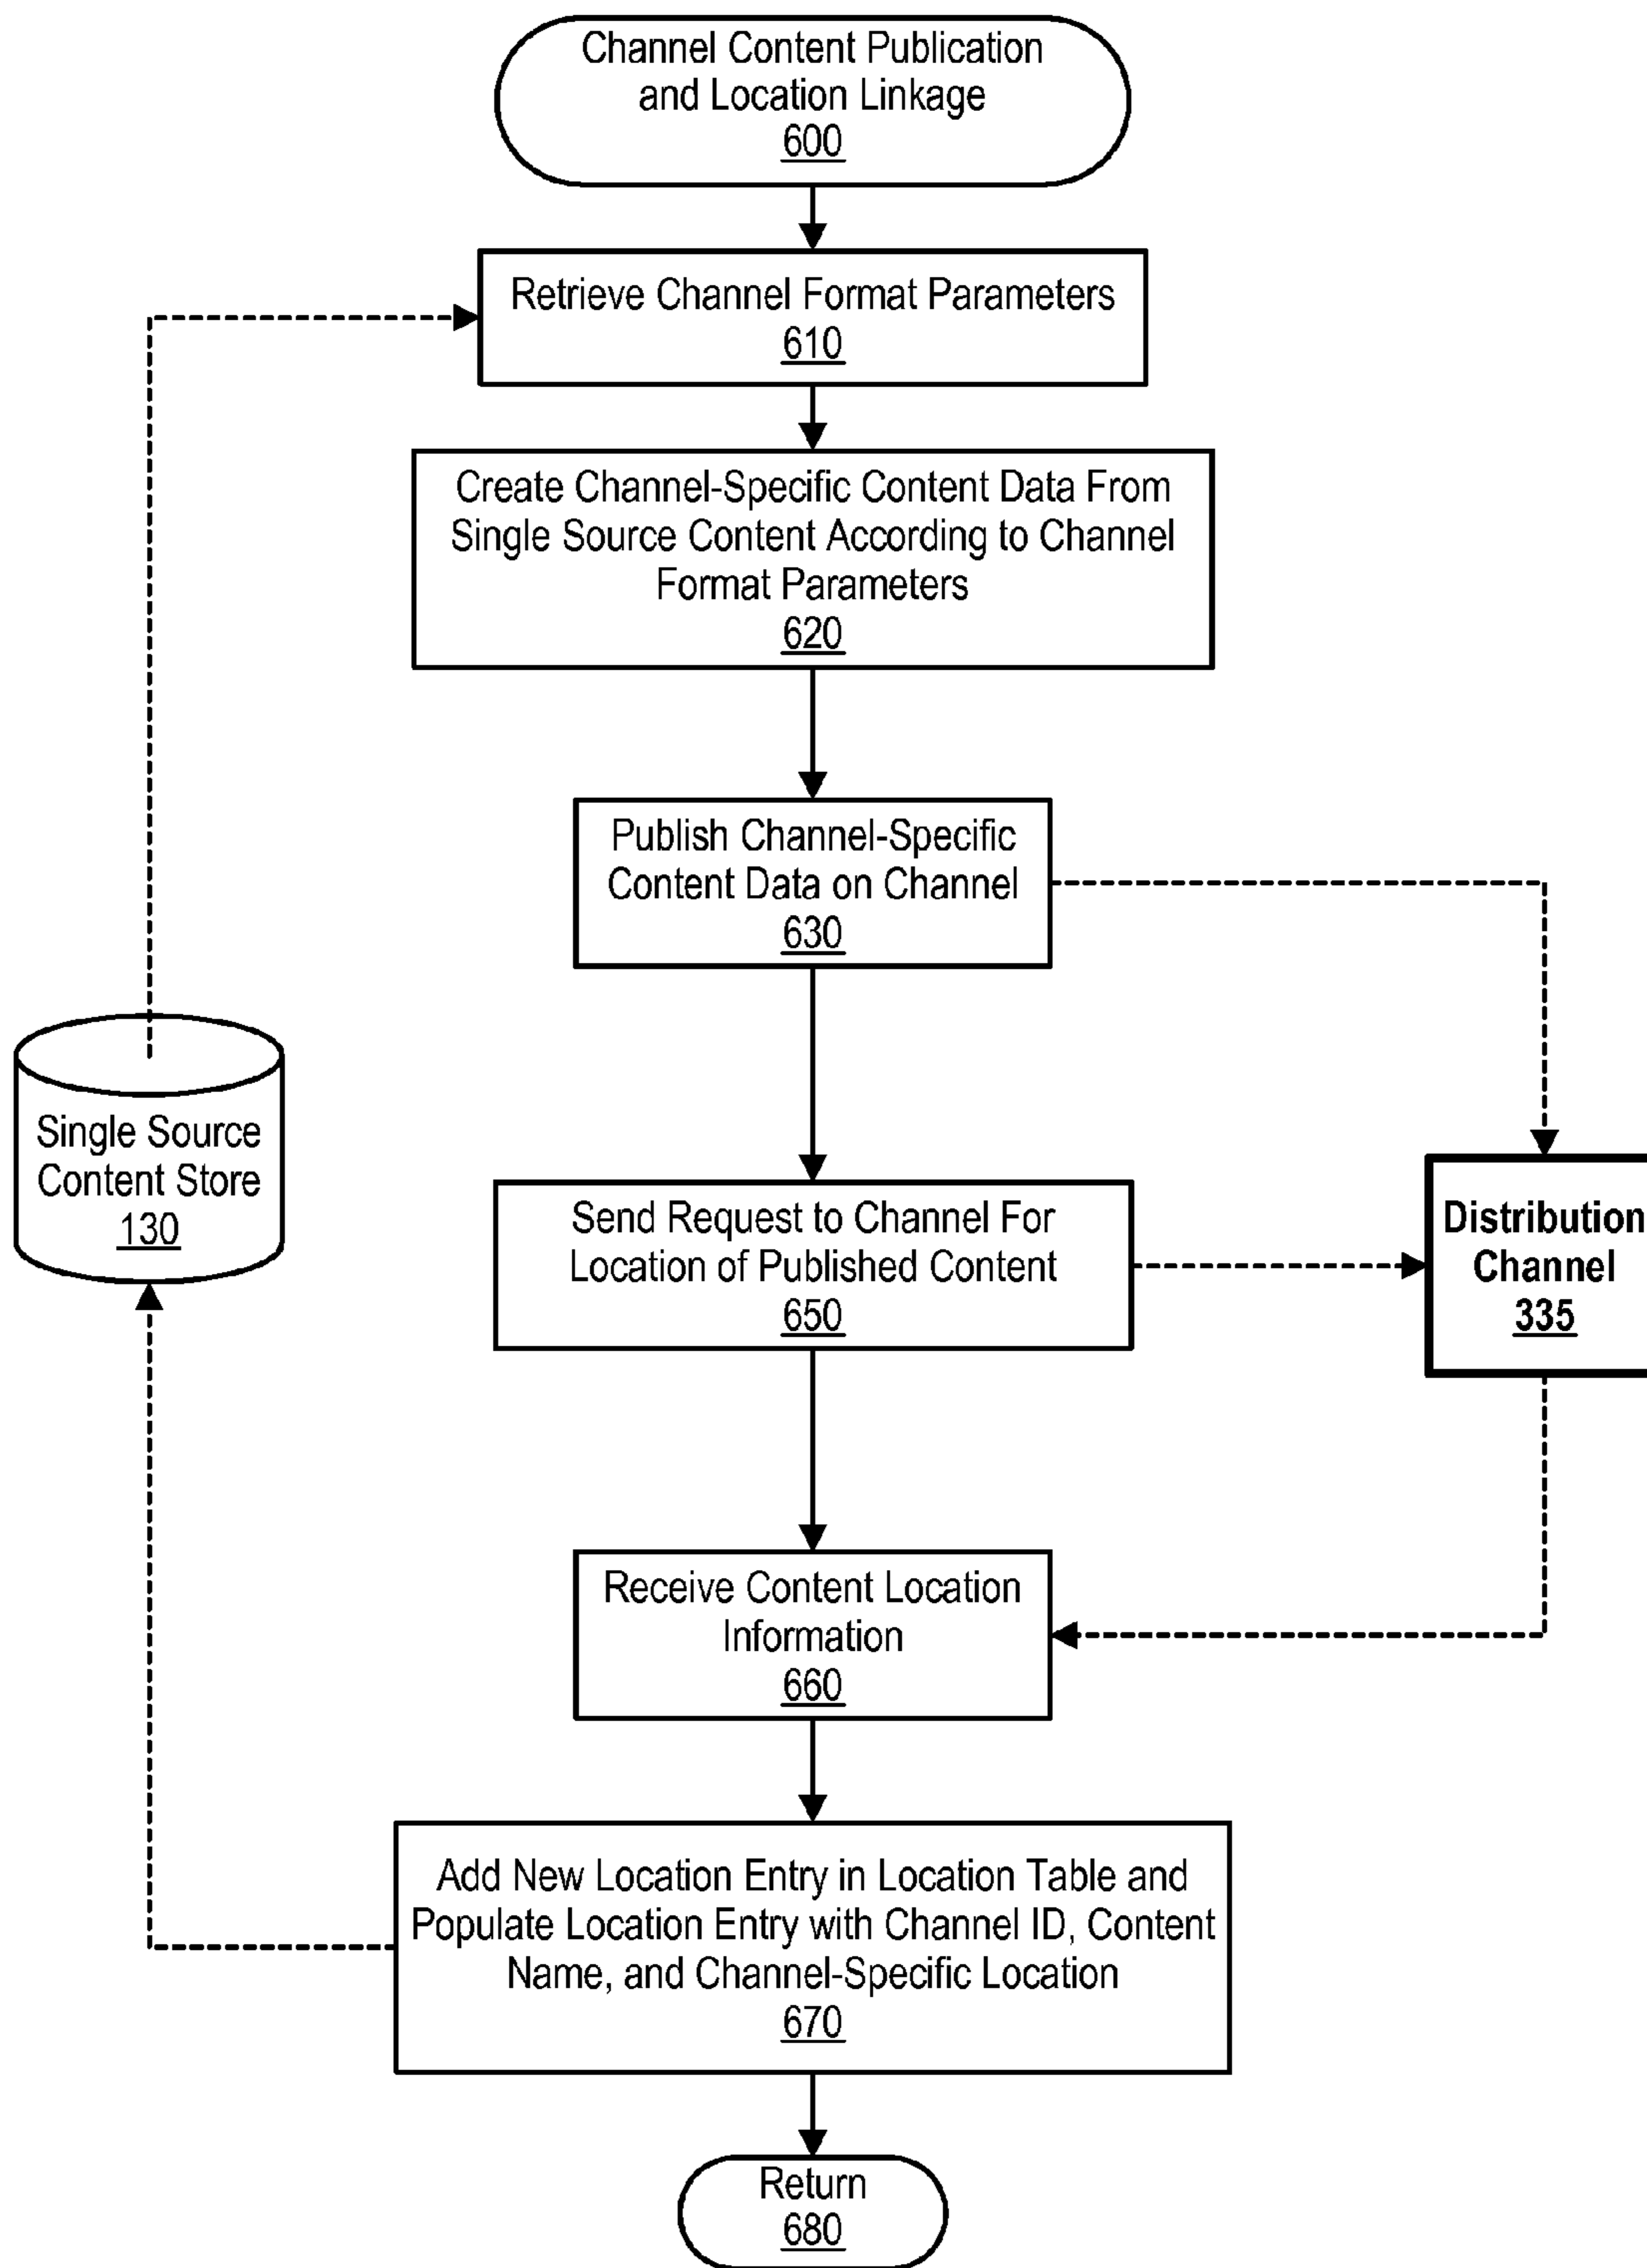 Channel Content Publication
and Location Linkage
600
Retrieve Channel Format Parameters
610
Create Channel-Specific Content Data From
Single Source Content According to Channel
Format Parameters
620
Publish Channel-Specific
Content Data on Channel
630
Single Source
Content Store
130
Send Request to Channel For
Location of Published Content
650
Distribution
Channel
335
Receive Content Location
Information
660
Add New Location Entry in Location Table and
Populate Location Entry with Channel ID, Content
Name, and Channel-Specific Location
670
Return
680